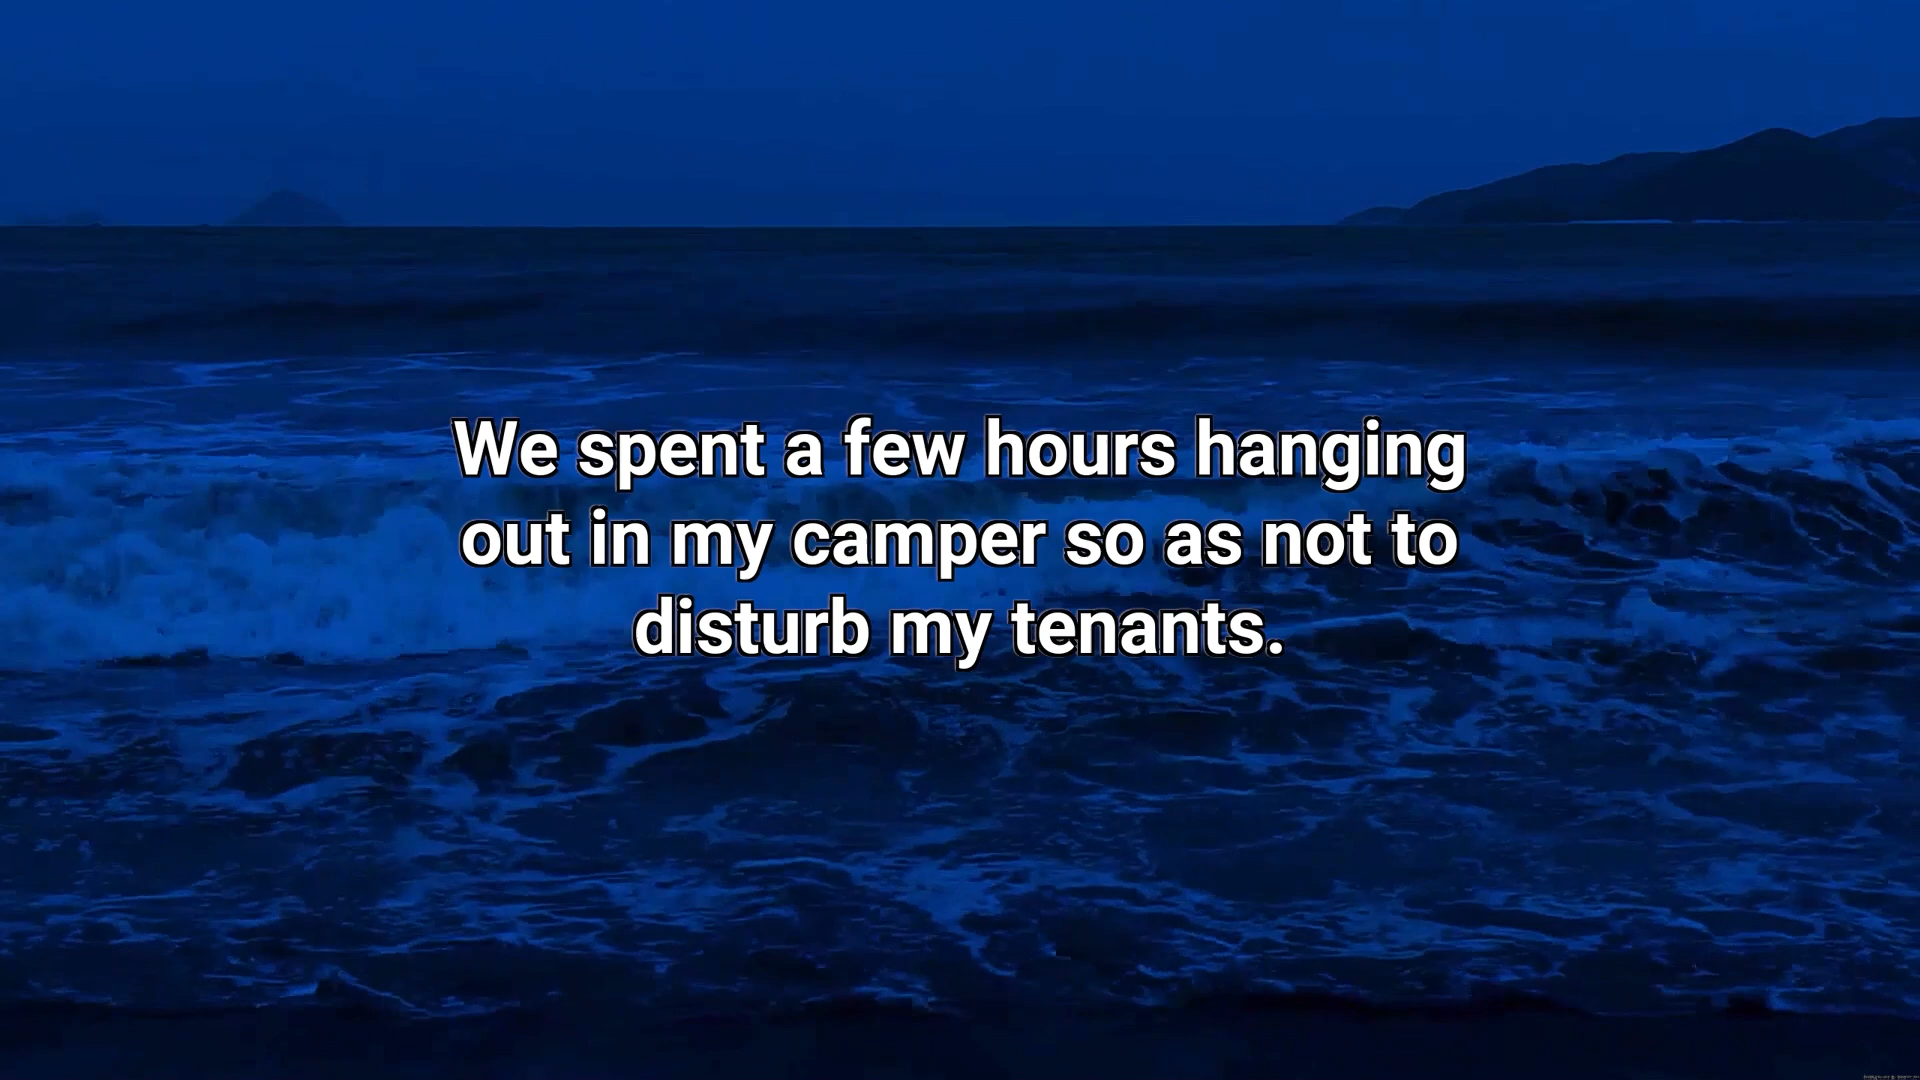 We spent a few hours hanging
out in my camper so as not to
disturb my tenants.